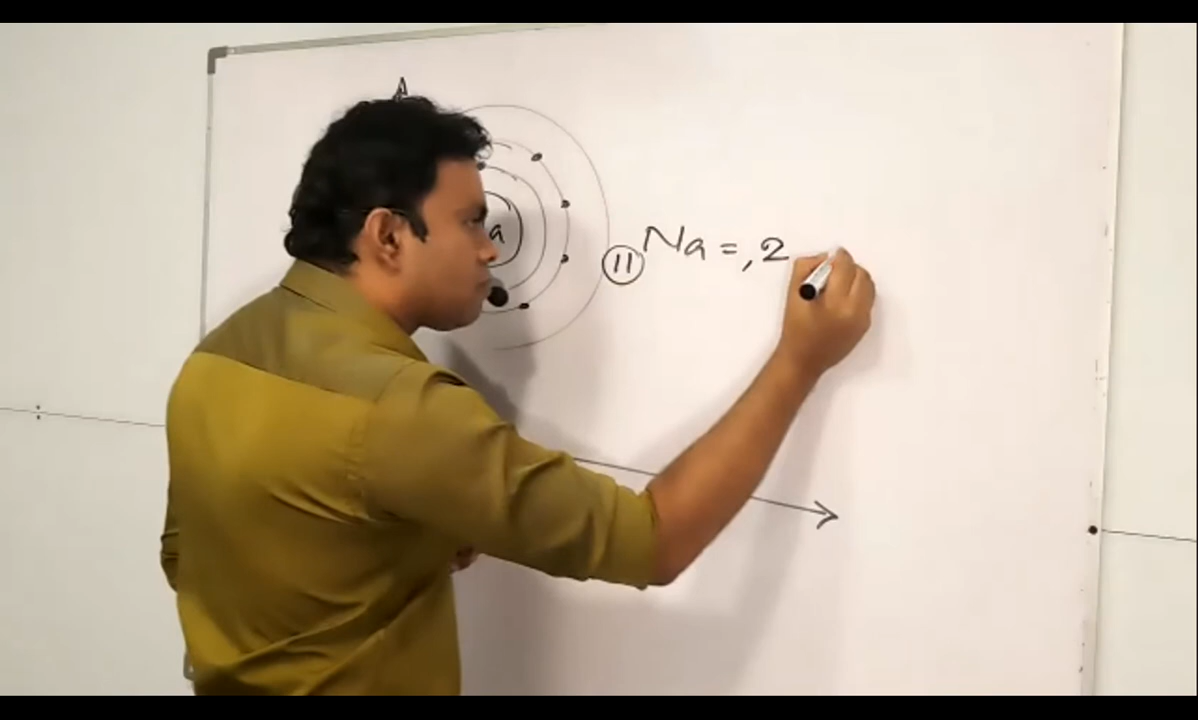 a
11 Na = , 2